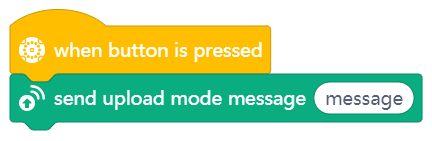 when button is pressed
send upload mode message message